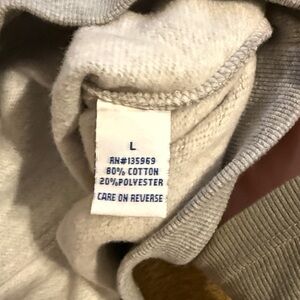 L
RN#135969
80% COTTON
20%POLYESTER
CARE ON REVERSE